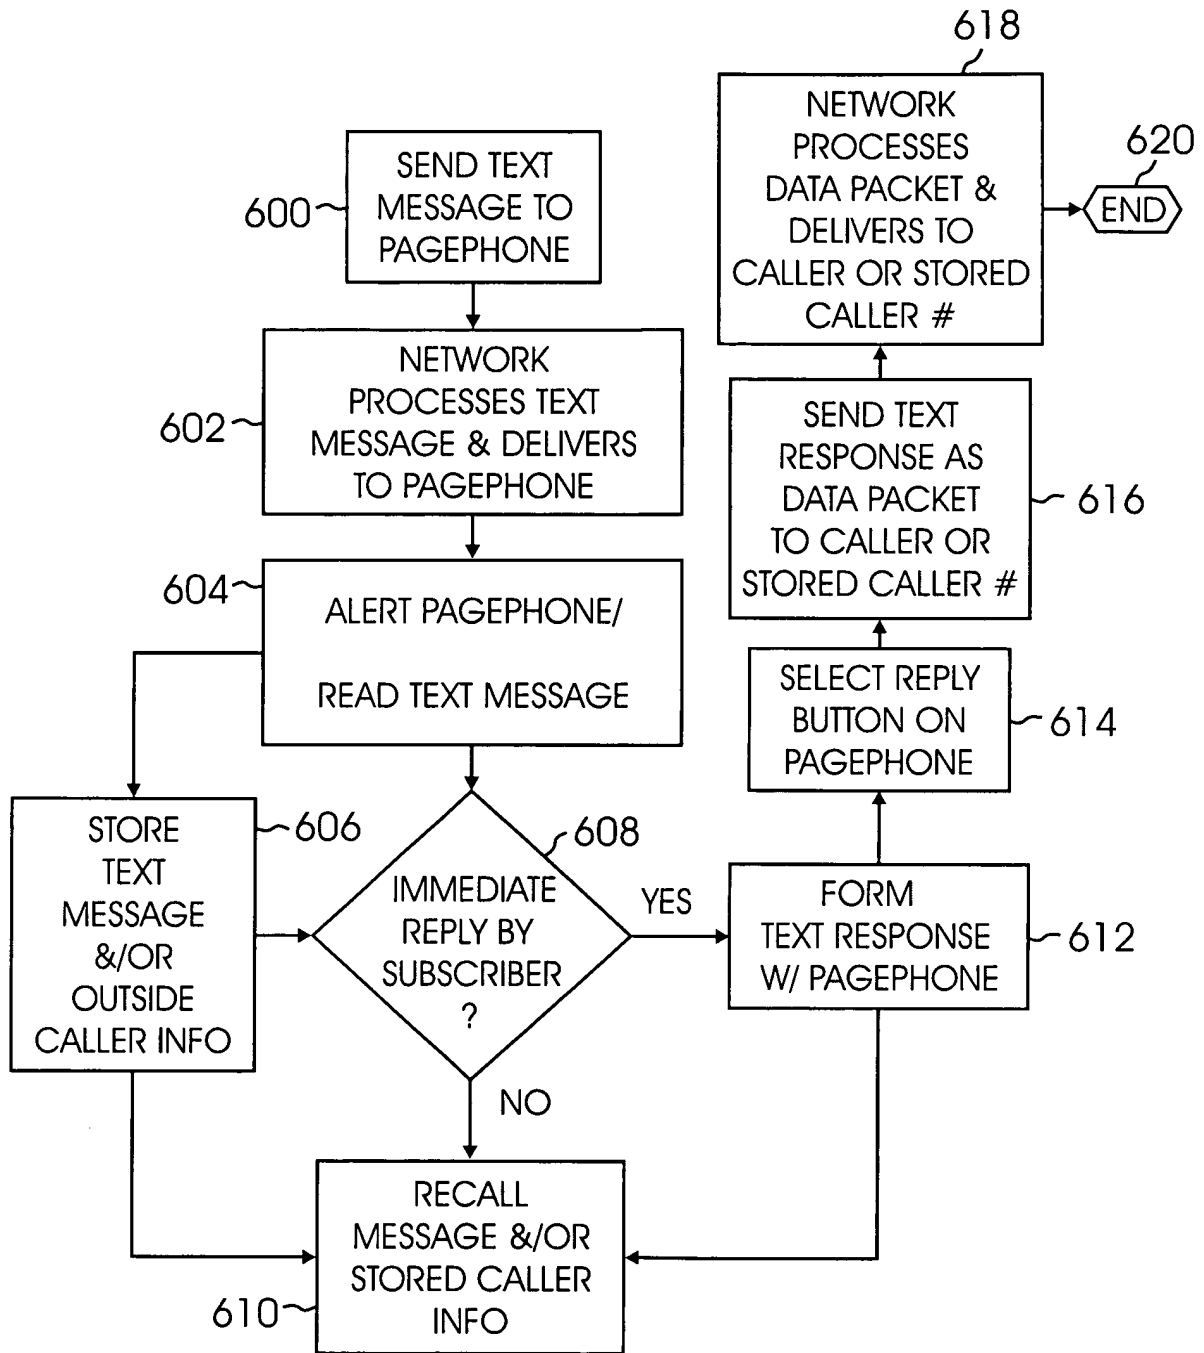 600
SEND TEXT
MESSAGE TO
PAGEPHONE
602
NETWORK
PROCESSES TEXT
MESSAGE & DELIVERS
TO PAGEPHONE
604
ALERT PAGEPHONE/
READ TEXT MESSAGE
606
STORE
TEXT
MESSAGE
&/OR
OUTSIDE
CALLER INFO
608
IMMEDIATE
REPLY BY
SUBSCRIBER
?
YES
NO
610
RECALL
MESSAGE &/OR
STORED CALLER
INFO
612
FORM
TEXT RESPONSE
W/ PAGEPHONE
614
SELECT REPLY
BUTTON ON
PAGEPHONE
616
SEND TEXT
RESPONSE AS
DATA PACKET
TO CALLER OR
STORED CALLER #
618
NETWORK
PROCESSES
DATA PACKET &
DELIVERS TO
CALLER OR STORED
CALLER #
620
END